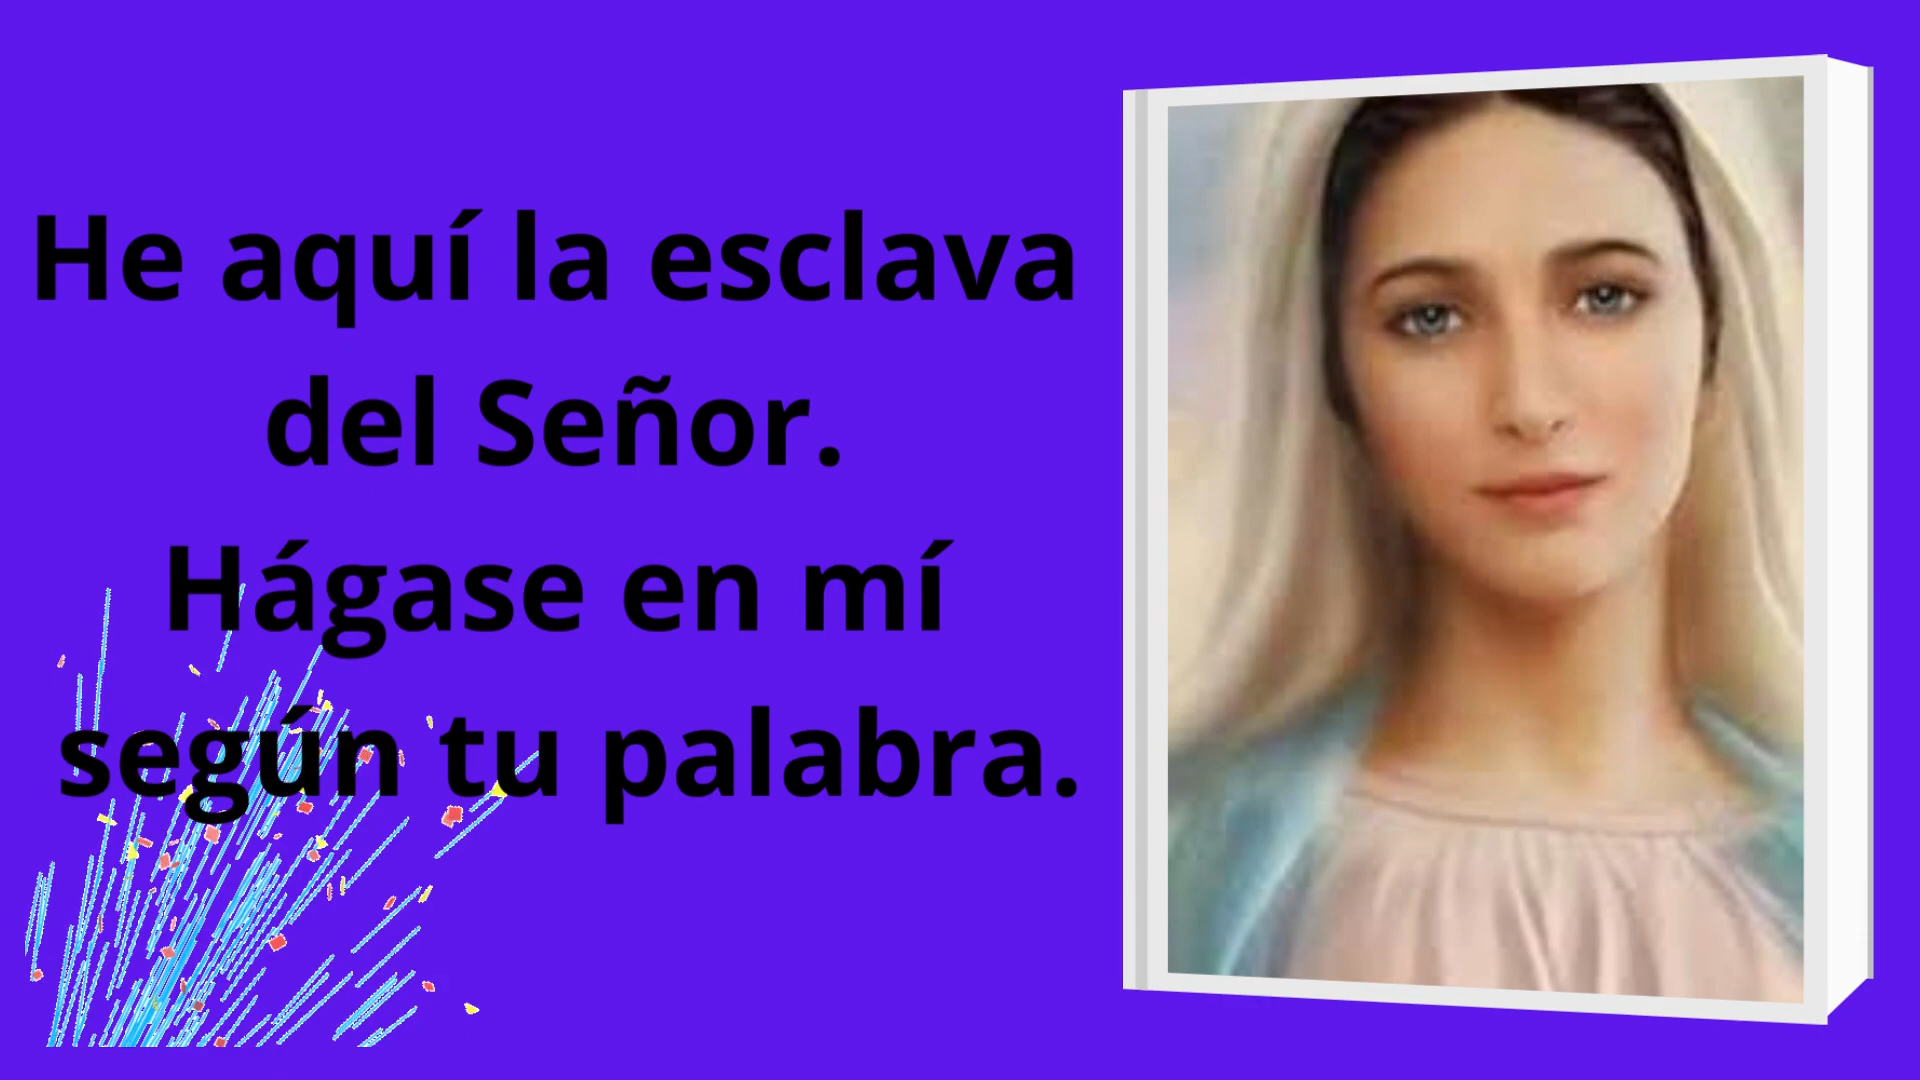 He aquí la esclava
del Señor.
Hágase en mí
según tu palabra.